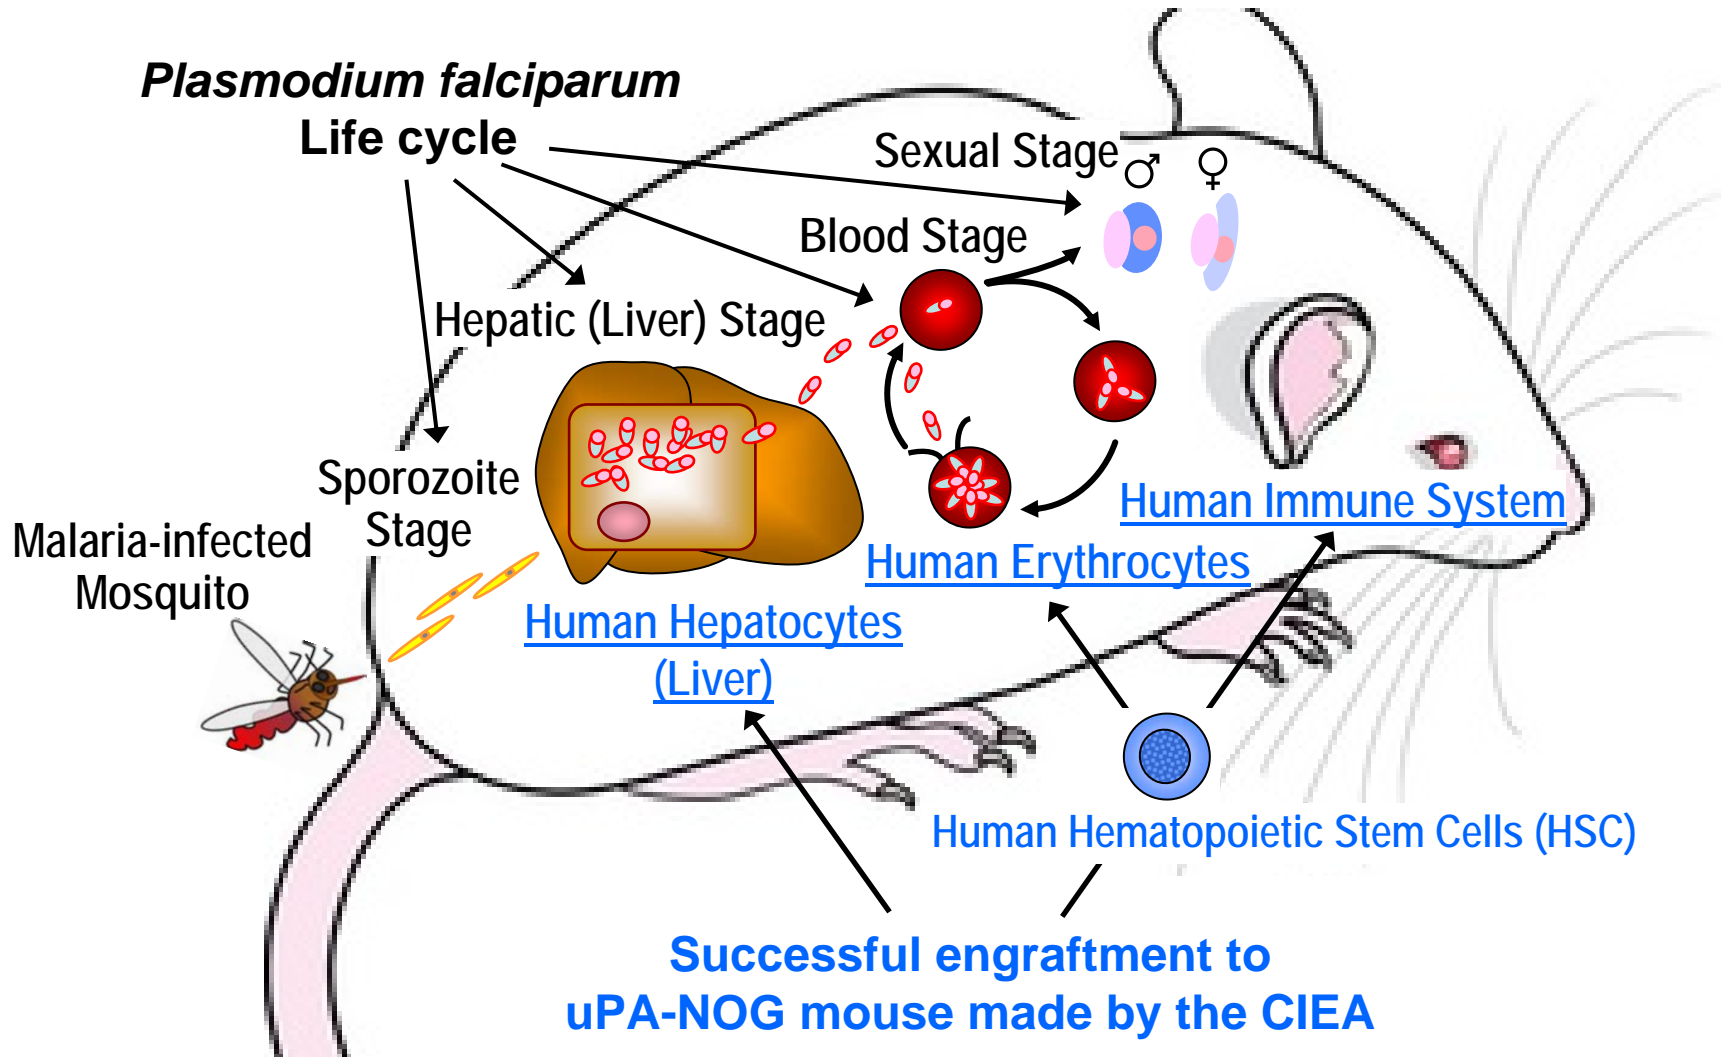 Plasmodium falciparum
Life cycle
Sexual Stage
♂ ♀
Blood Stage
Hepatic (Liver) Stage
Sporozoite
Stage
Malaria-infected
Mosquito
Human Immune System
Human Erythrocytes
Human Hepatocytes
(Liver)
Human Hematopoietic Stem Cells (HSC)
Successful engraftment to
uPA-NOG mouse made by the CIEA